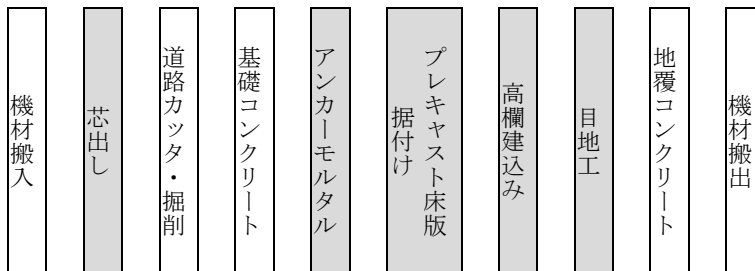 機材搬入
芯出し
道路カッタ・掘削
基礎コンクリート
アンカーモルタル
プレキャスト床版
据付け
高欄建込み
目地工
地覆コンクリート
機材搬出